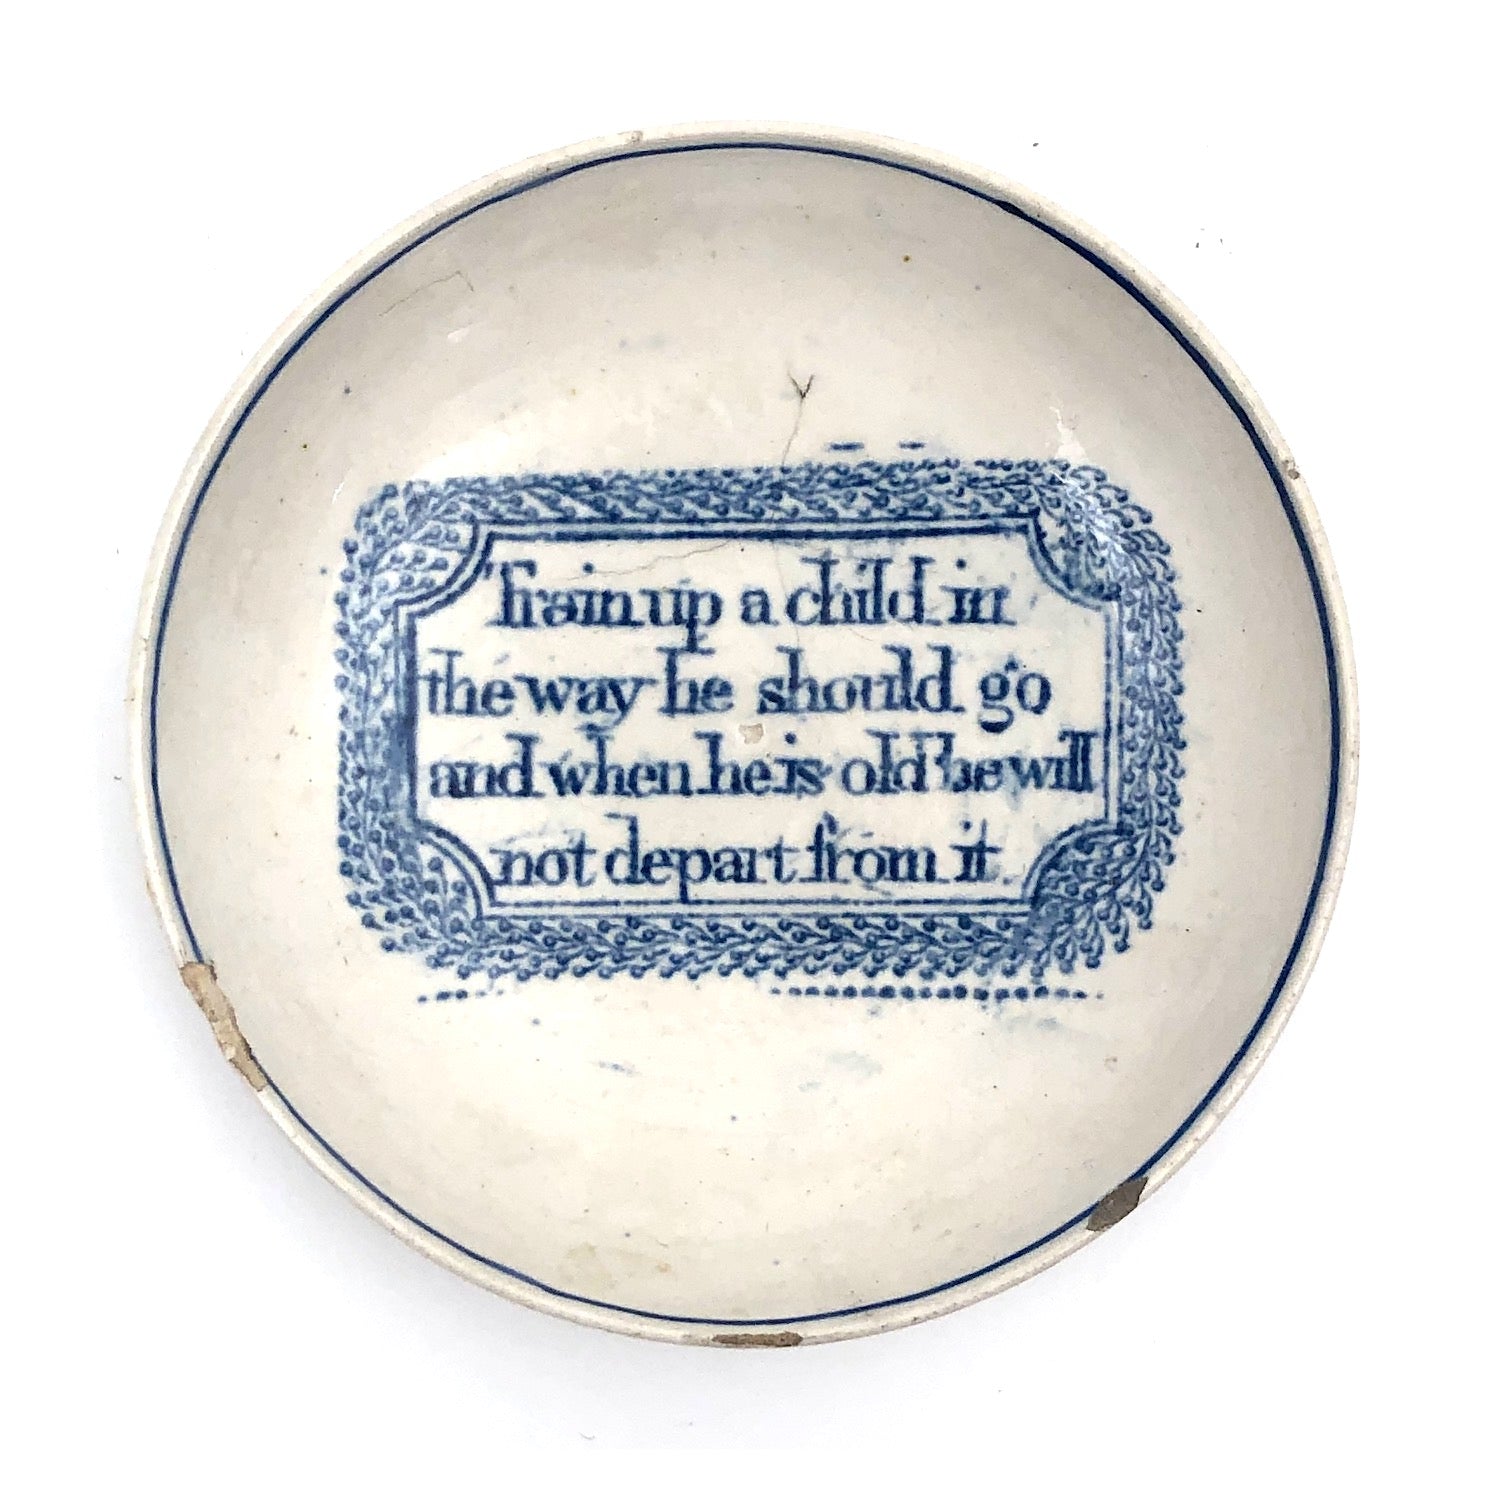 Train up a child in
the way he should go
and when he is old he will
not depart from it.